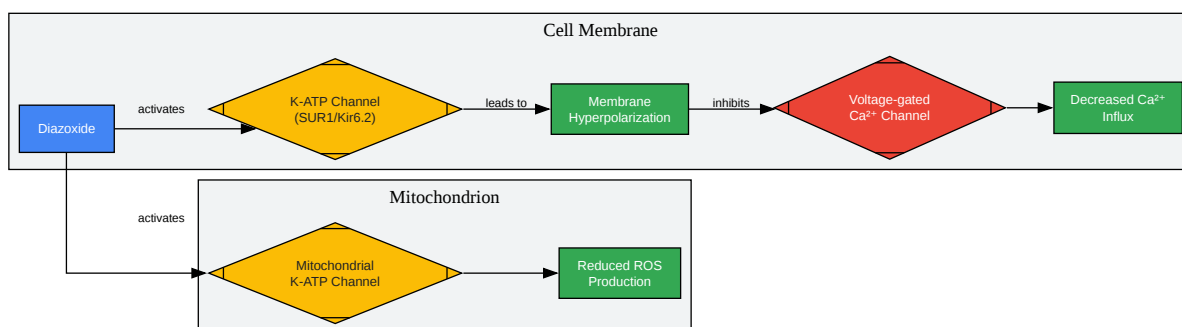 Cell Membrane
Diazoxide
activates
K-ATP Channel
(SUR1/Kir6.2)
leads to
Membrane
Hyperpolarization
inhibits
Voltage-gated
Ca²⁺ Channel
Decreased Ca²⁺
Influx
Mitochondrion
activates
Mitochondrial
K-ATP Channel
Reduced ROS
Production